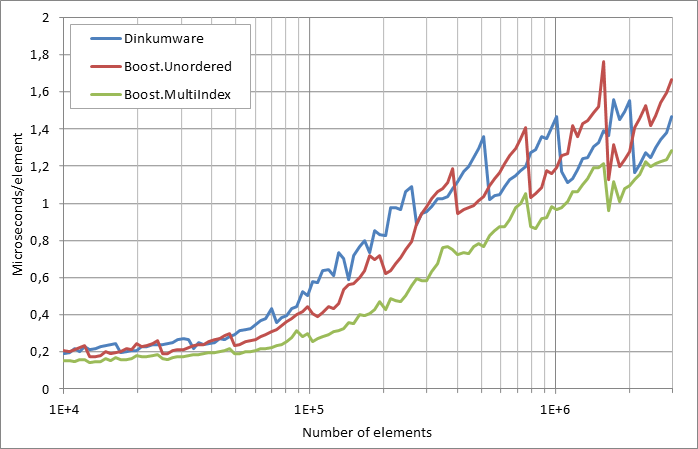 2
1,8
1,6
1,4
1,2
1
0,8
0,6
0,4
0,2
0
Microseconds/element
Dinkumware
Boost.Unordered
Boost.MultiIndex
1E+4 1E+5 1E+6
Number of elements